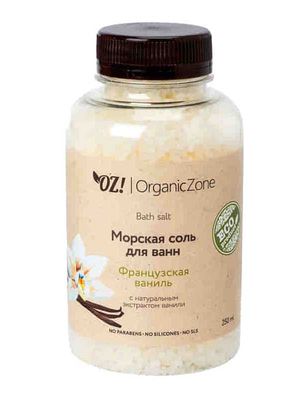 OZ! | OrganicZone
Bath salt
Морская соль
для ванн
Французская
ваниль
с натуральным
экстрактом ванили
NO PARABENS • NO SILICONES • NO SLS
250 ml
ECO